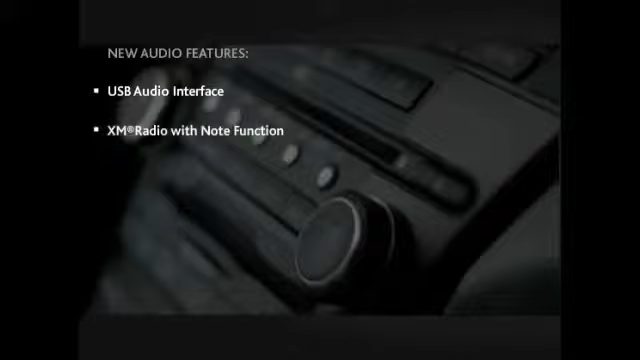 NEW AUDIO FEATURES:
▪ USB Audio Interface
▪ XM®Radio with Note Function